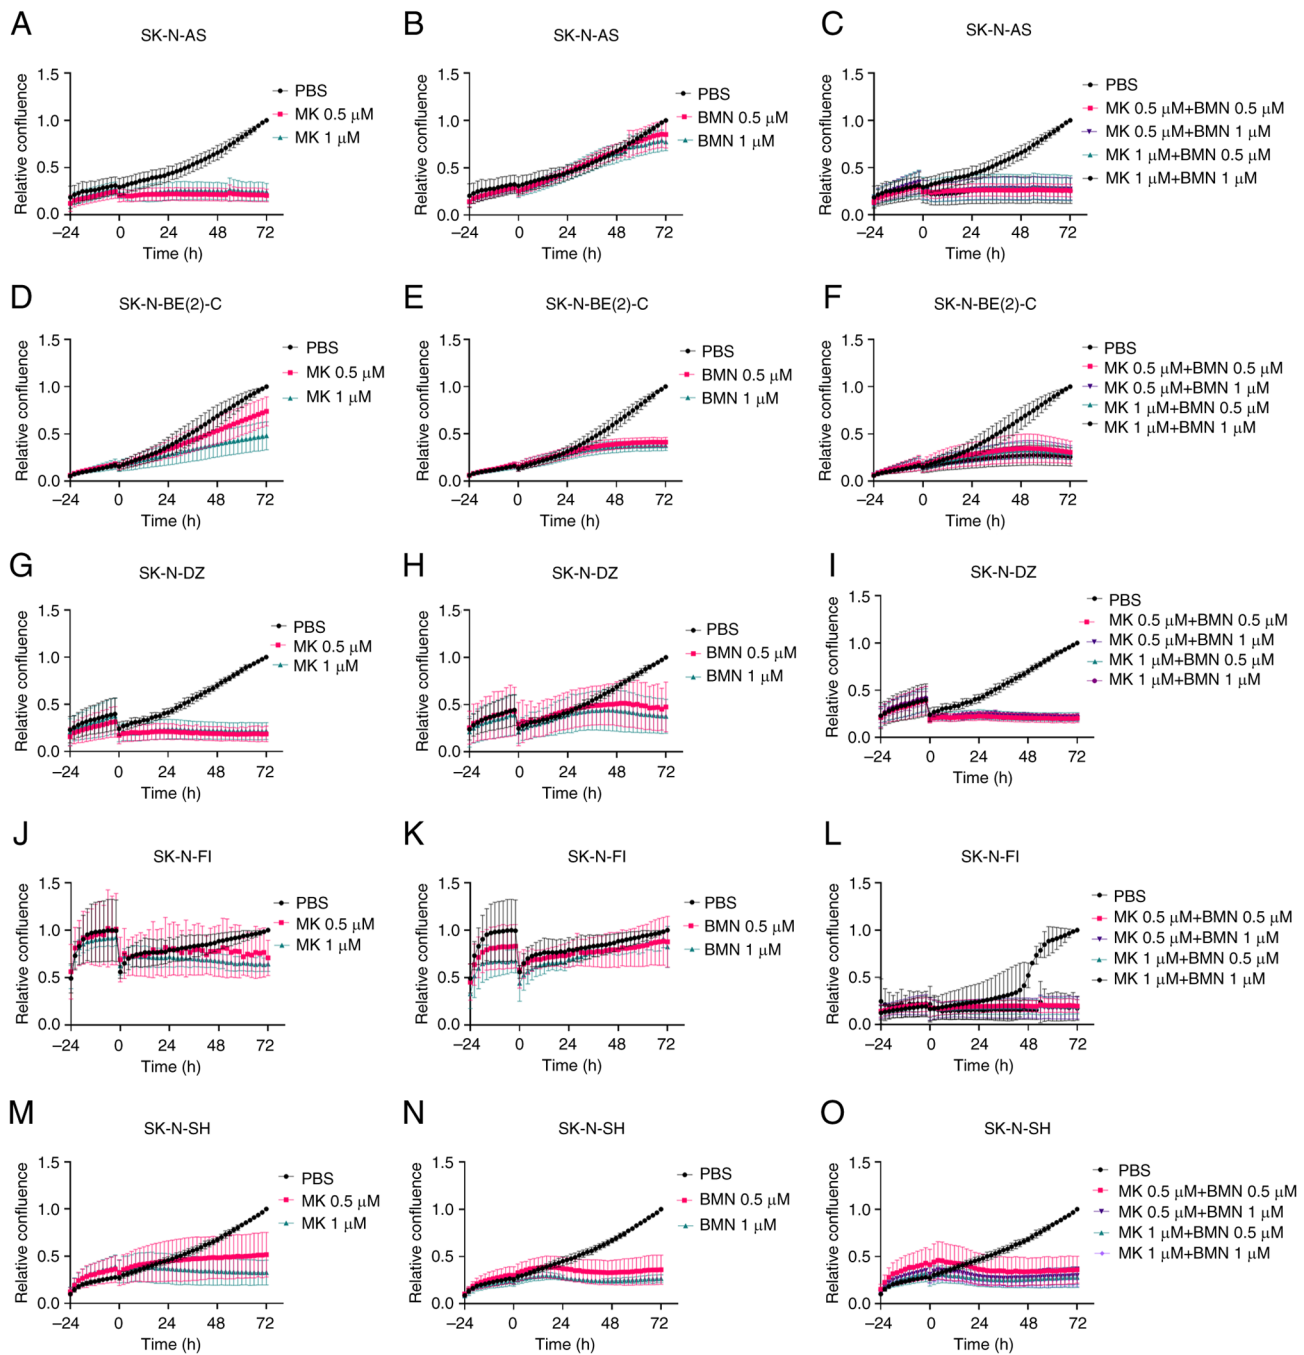 A
SK-N-AS
Relative confluence
1.5
1.0
0.5
0.0
–24 0 24 48 72
Time (h)
PBS
MK 0.5 μM
MK 1 μM
B
SK-N-AS
Relative confluence
1.5
1.0
0.5
0.0
–24 0 24 48 72
Time (h)
PBS
BMN 0.5 μM
BMN 1 μM
C
SK-N-AS
Relative confluence
1.5
1.0
0.5
0.0
–24 0 24 48 72
Time (h)
PBS
MK 0.5 μM+BMN 0.5 μM
MK 0.5 μM+BMN 1 μM
MK 1 μM+BMN 0.5 μM
MK 1 μM+BMN 1 μM
D
SK-N-BE(2)-C
Relative confluence
1.5
1.0
0.5
0.0
–24 0 24 48 72
Time (h)
PBS
MK 0.5 μM
MK 1 μM
E
SK-N-BE(2)-C
Relative confluence
1.5
1.0
0.5
0.0
–24 0 24 48 72
Time (h)
PBS
BMN 0.5 μM
BMN 1 μM
F
SK-N-BE(2)-C
Relative confluence
1.5
1.0
0.5
0.0
–24 0 24 48 72
Time (h)
PBS
MK 0.5 μM+BMN 0.5 μM
MK 0.5 μM+BMN 1 μM
MK 1 μM+BMN 0.5 μM
MK 1 μM+BMN 1 μM
G
SK-N-DZ
Relative confluence
1.5
1.0
0.5
0.0
–24 0 24 48 72
Time (h)
PBS
MK 0.5 μM
MK 1 μM
H
SK-N-DZ
Relative confluence
1.5
1.0
0.5
0.0
–24 0 24 48 72
Time (h)
PBS
BMN 0.5 μM
BMN 1 μM
I
SK-N-DZ
Relative confluence
1.5
1.0
0.5
0.0
–24 0 24 48 72
Time (h)
PBS
MK 0.5 μM+BMN 0.5 μM
MK 0.5 μM+BMN 1 μM
MK 1 μM+BMN 0.5 μM
MK 1 μM+BMN 1 μM
J
SK-N-FI
Relative confluence
1.5
1.0
0.5
0.0
–24 0 24 48 72
Time (h)
PBS
MK 0.5 μM
MK 1 μM
K
SK-N-FI
Relative confluence
1.5
1.0
0.5
0.0
–24 0 24 48 72
Time (h)
PBS
BMN 0.5 μM
BMN 1 μM
L
SK-N-FI
Relative confluence
1.5
1.0
0.5
0.0
–24 0 24 48 72
Time (h)
PBS
MK 0.5 μM+BMN 0.5 μM
MK 0.5 μM+BMN 1 μM
MK 1 μM+BMN 0.5 μM
MK 1 μM+BMN 1 μM
M
SK-N-SH
Relative confluence
1.5
1.0
0.5
0.0
–24 0 24 48 72
Time (h)
PBS
MK 0.5 μM
MK 1 μM
N
SK-N-SH
Relative confluence
1.5
1.0
0.5
0.0
–24 0 24 48 72
Time (h)
PBS
BMN 0.5 μM
BMN 1 μM
O
SK-N-SH
Relative confluence
1.5
1.0
0.5
0.0
–24 0 24 48 72
Time (h)
PBS
MK 0.5 μM+BMN 0.5 μM
MK 0.5 μM+BMN 1 μM
MK 1 μM+BMN 0.5 μM
MK 1 μM+BMN 1 μM